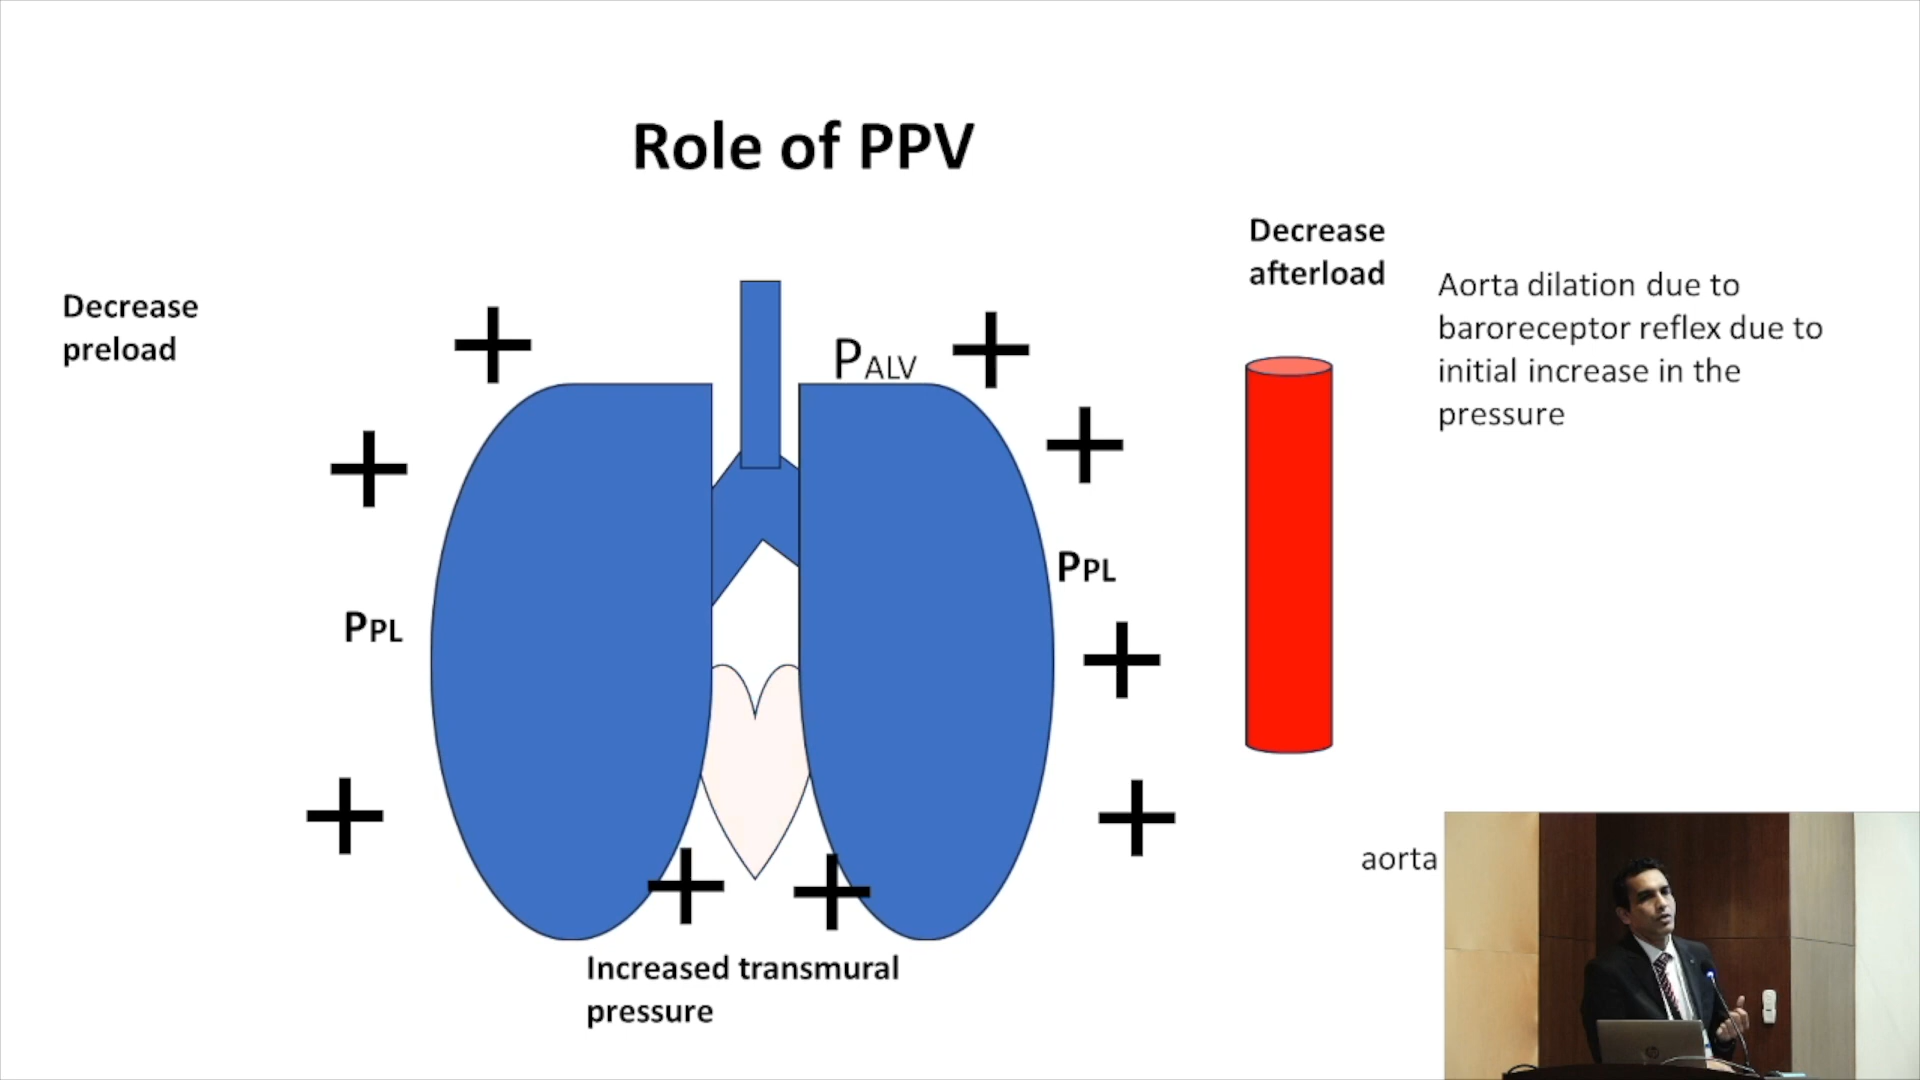 Role of PPV
Decrease
preload
Decrease
afterload
Aorta dilation due to
baroreceptor reflex due to
initial increase in the
pressure
PALV
PPL
PPL
aorta
Increased transmural
pressure